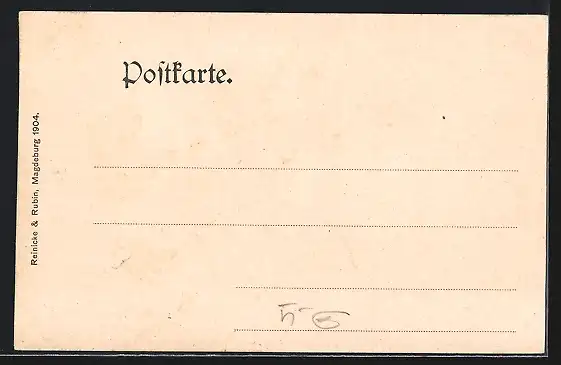 Poſtkarte.
Reinicke & Rubin, Magdeburg 1904.